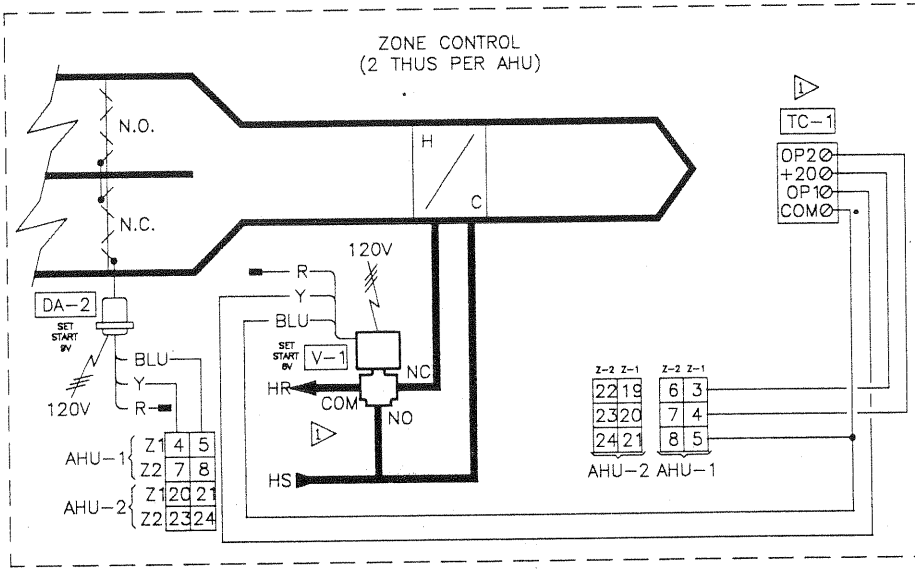 ZONE CONTROL
(2 THUS PER AHU)
N.O.
N.C.
H
C
1
TC-1
OP2
+20
OP1
COM
DA-2
SET
START
9V
120V
BLU
Y
R
120V
R
Y
BLU
SET
START
6V
V-1
NC
HR
COM
NO
1
HS
AHU-1
Z1 4 5
Z2 7 8
AHU-2
Z1 20 21
Z2 23 24
Z-2 Z-1 Z-2 Z-1
22 19 6 3
23 20 7 4
24 21 8 5
AHU-2 AHU-1